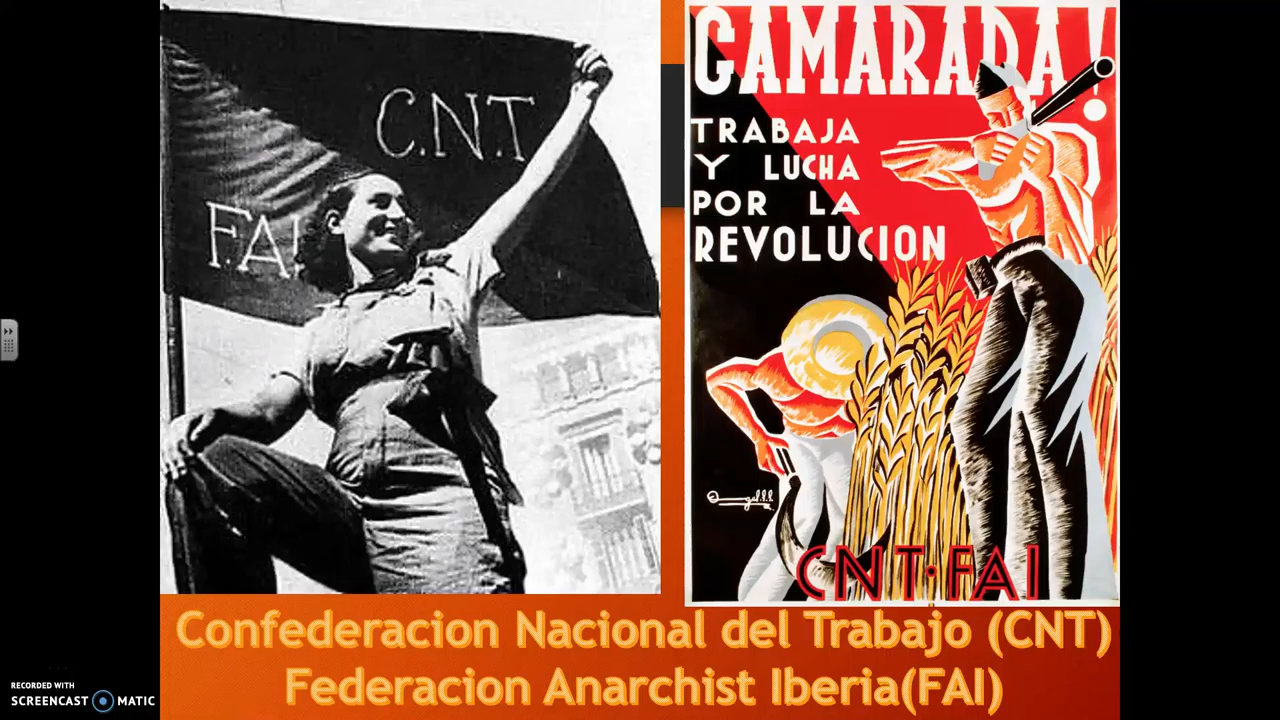 C.N.T
F.A.I
CAMARADA!
TRABAJA
Y LUCHA
POR LA
REVOLUCION
CNT·FAI
Confederacion Nacional del Trabajo (CNT)
Federacion Anarchist Iberia(FAI)
RECORDED WITH
SCREENCAST MATIC